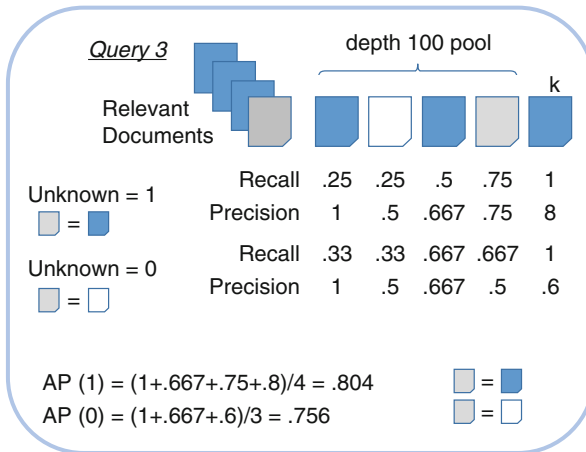 Query 3
depth 100 pool
k
Relevant
Documents
Recall .25 .25 .5 .75 1
Unknown = 1
Precision 1 .5 .667 .75 8
=
Recall .33 .33 .667 .667 1
Unknown = 0
Precision 1 .5 .667 .5 .6
=
AP (1) = (1+.667+.75+.8)/4 = .804
=
AP (0) = (1+.667+.6)/3 = .756
=